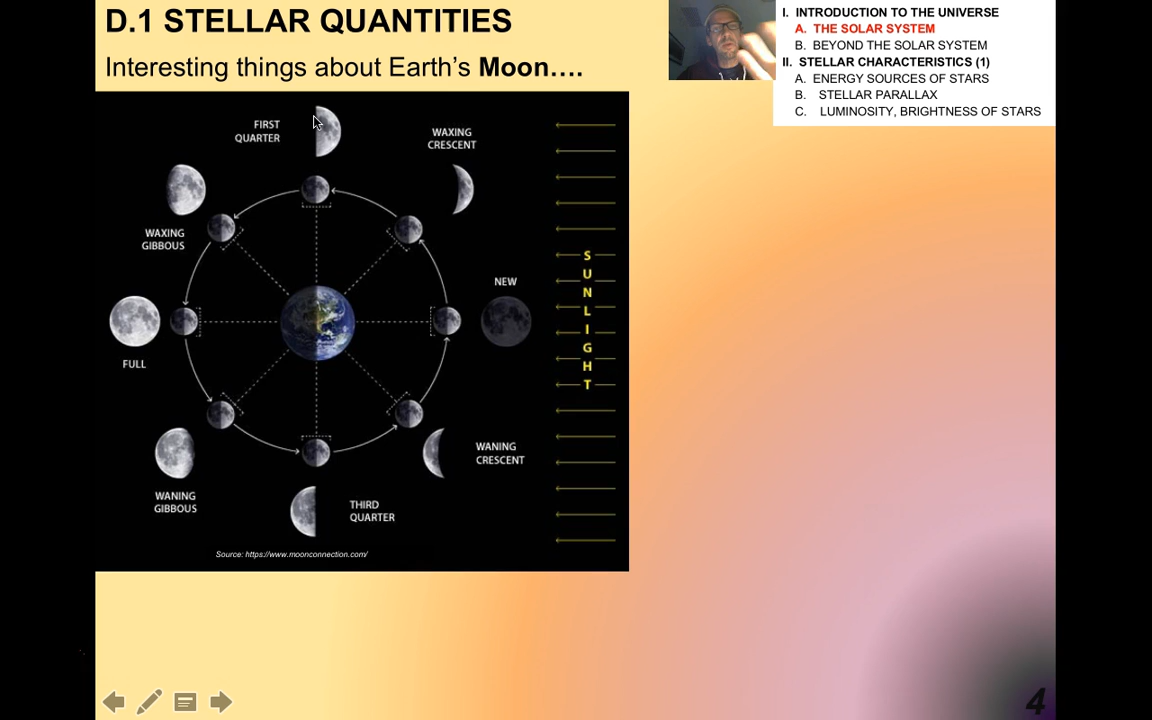 D.1 STELLAR QUANTITIES
Interesting things about Earth's Moon....
I. INTRODUCTION TO THE UNIVERSE
A. THE SOLAR SYSTEM
B. BEYOND THE SOLAR SYSTEM
II. STELLAR CHARACTERISTICS (1)
A. ENERGY SOURCES OF STARS
B. STELLAR PARALLAX
C. LUMINOSITY, BRIGHTNESS OF STARS
FIRST
QUARTER
WAXING
CRESCENT
WAXING
GIBBOUS
NEW
FULL
S
U
N
L
I
G
H
T
WANING
CRESCENT
WANING
GIBBOUS
THIRD
QUARTER
Source: https://www.moonconnection.com/
4